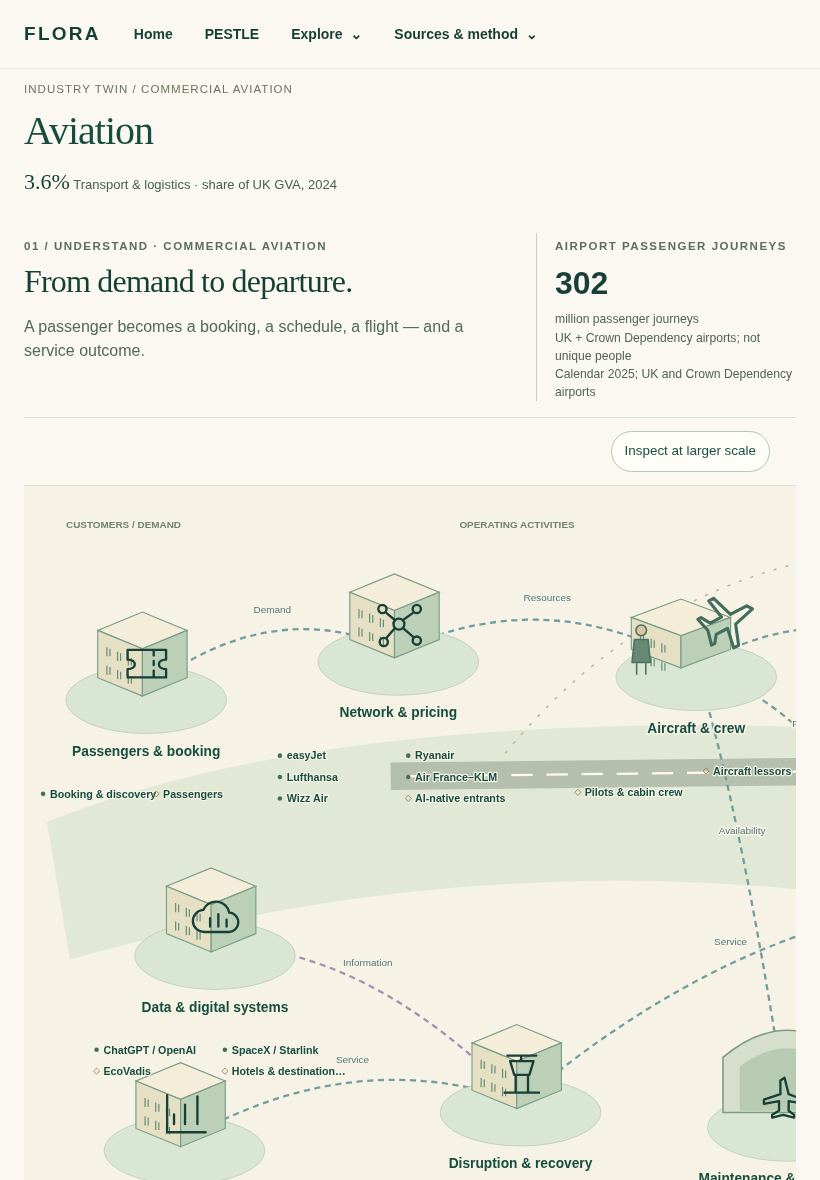 FLORA Home PESTLE Explore Sources & method
INDUSTRY TWIN / COMMERCIAL AVIATION
Aviation
3.6% Transport & logistics · share of UK GVA, 2024
01 / UNDERSTAND · COMMERCIAL AVIATION
From demand to departure.
A passenger becomes a booking, a schedule, a flight — and a
service outcome.
AIRPORT PASSENGER JOURNEYS
302
million passenger journeys
UK + Crown Dependency airports; not
unique people
Calendar 2025; UK and Crown Dependency
airports
Inspect at larger scale
CUSTOMERS / DEMAND
OPERATING ACTIVITIES
Demand
Resources
Network & pricing
Aircraft & crew
Passengers & booking
easyJet
Ryanair
Lufthansa
Air France–KLM
Aircraft lessors
Booking & discovery
Passengers
Wizz Air
AI-native entrants
Pilots & cabin crew
Availability
Service
Information
Data & digital systems
ChatGPT / OpenAI
SpaceX / Starlink
Service
EcoVadis
Hotels & destination…
Disruption & recovery
Maintenance &